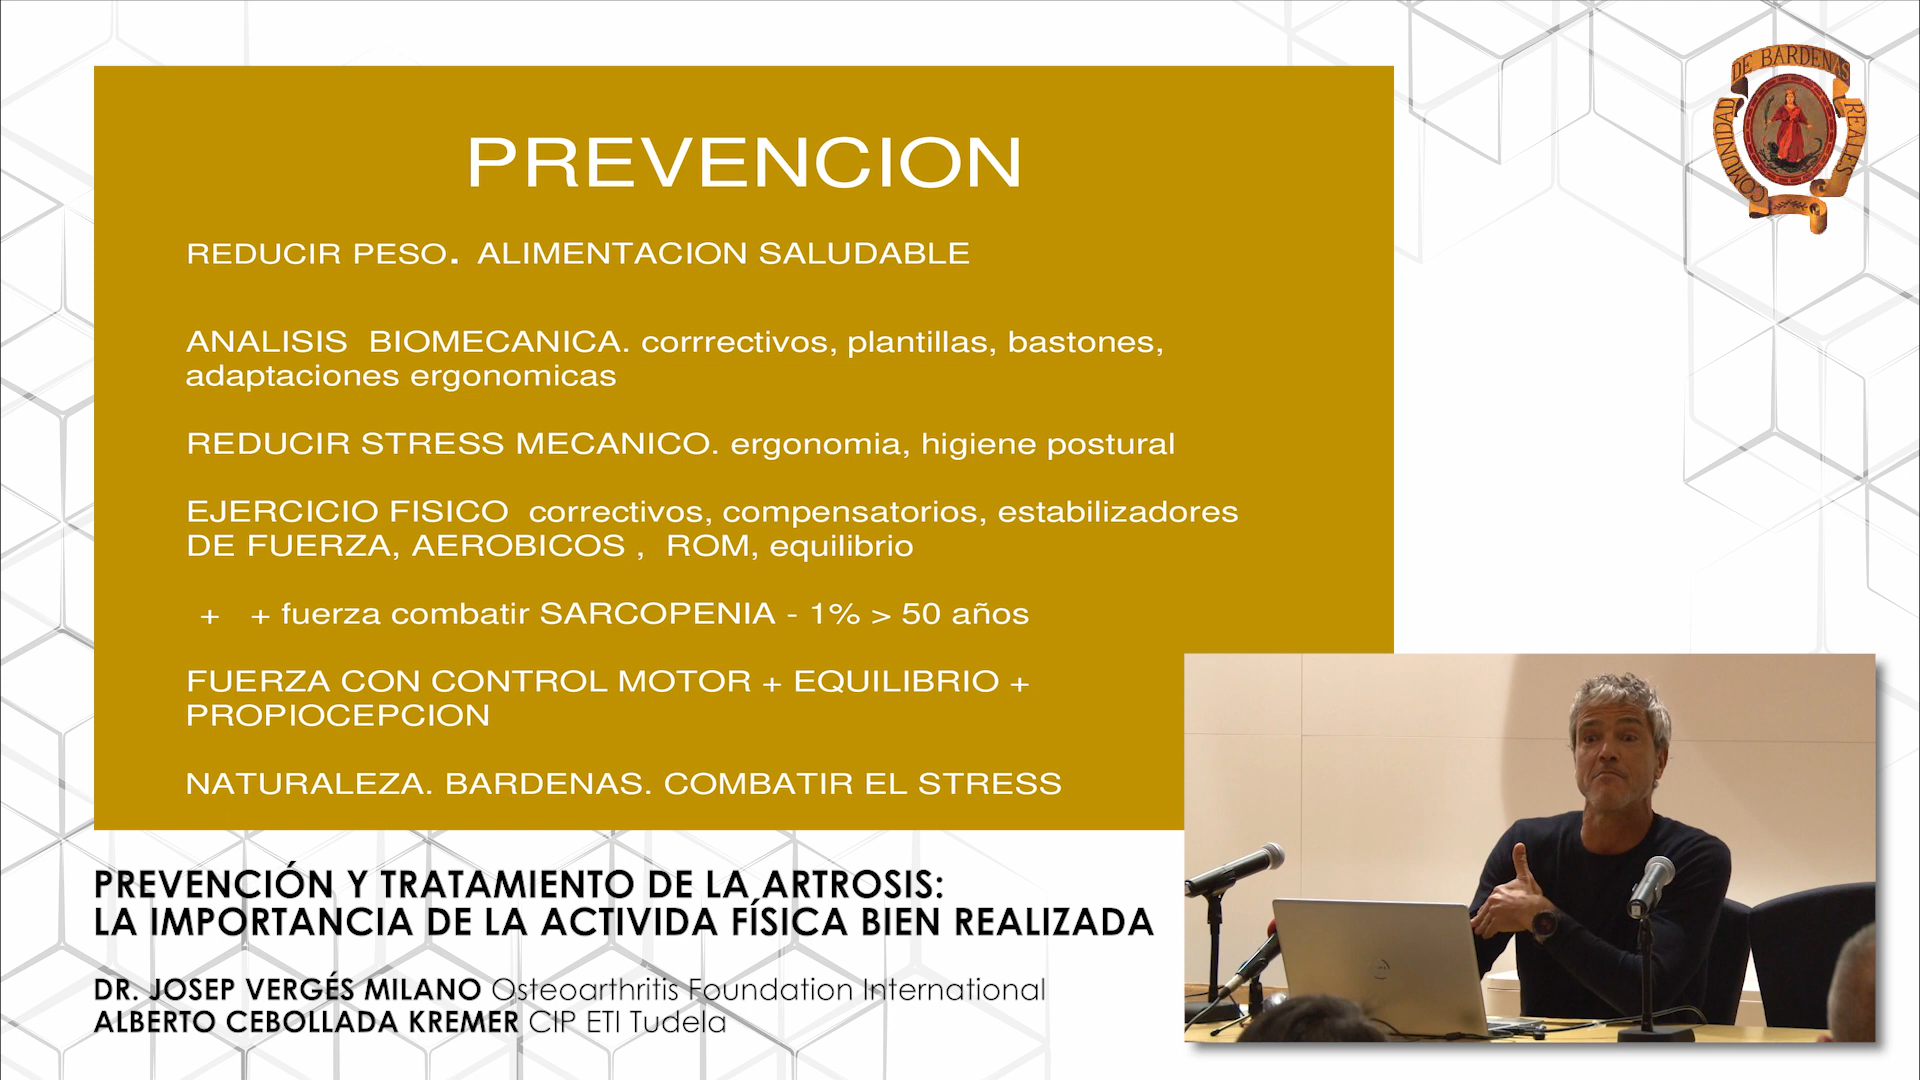 PREVENCION
REDUCIR PESO. ALIMENTACION SALUDABLE
ANALISIS BIOMECANICA. corrrectivos, plantillas, bastones,
adaptaciones ergonomicas
REDUCIR STRESS MECANICO. ergonomia, higiene postural
EJERCICIO FISICO correctivos, compensatorios, estabilizadores
DE FUERZA, AEROBICOS , ROM, equilibrio
+ + fuerza combatir SARCOPENIA - 1% > 50 años
FUERZA CON CONTROL MOTOR + EQUILIBRIO +
PROPIOCEPCION
NATURALEZA. BARDENAS. COMBATIR EL STRESS
COMUNIDAD DE BARDENAS REALES
PREVENCIÓN Y TRATAMIENTO DE LA ARTROSIS:
LA IMPORTANCIA DE LA ACTIVIDA FÍSICA BIEN REALIZADA
DR. JOSEP VERGÉS MILANO Osteoarthritis Foundation International
ALBERTO CEBOLLADA KREMER CIP ETI Tudela